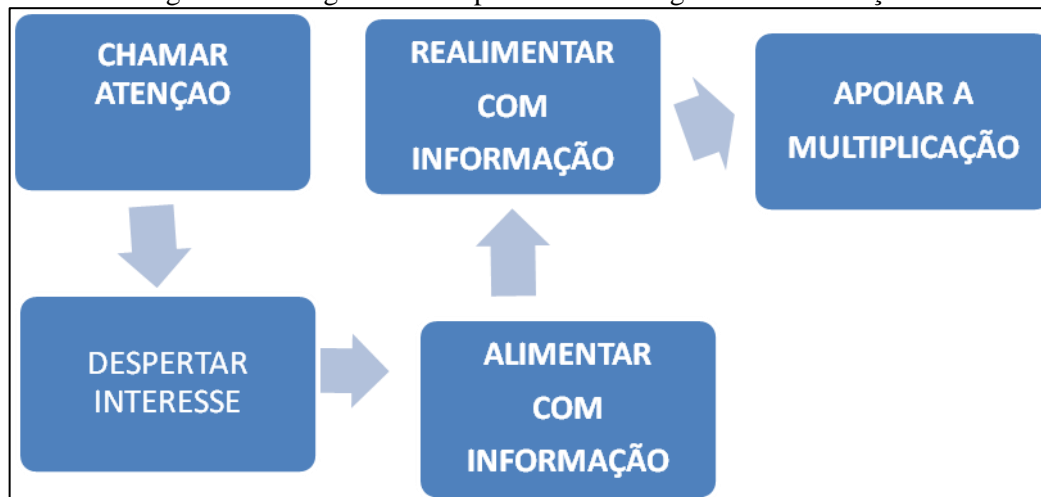 CHAMAR
ATENÇAO
DESPERTAR
INTERESSE
ALIMENTAR
COM
INFORMAÇÃO
REALIMENTAR
COM
INFORMAÇÃO
APOIAR A
MULTIPLICAÇÃO